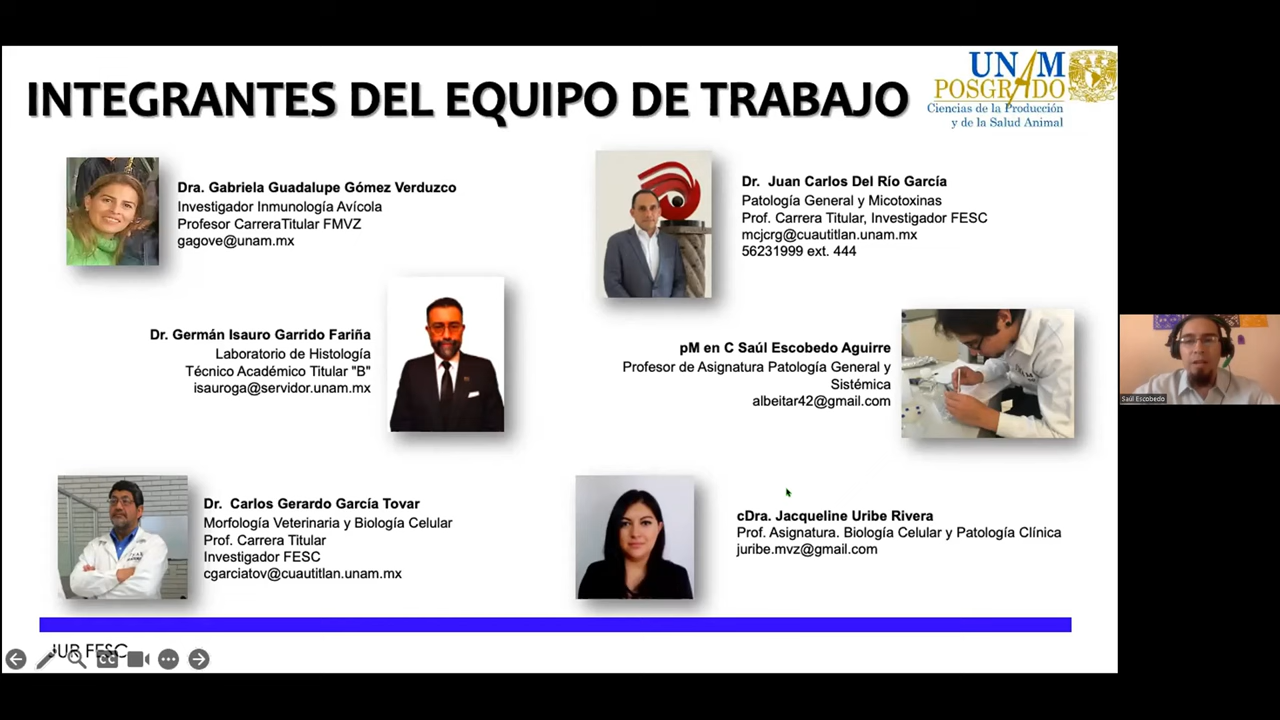 INTEGRANTES DEL EQUIPO DE TRABAJO
UNAM
POSGRADO
Ciencias de la Producción
y de la Salud Animal
Dra. Gabriela Guadalupe Gómez Verduzco
Investigador Inmunología Avícola
Profesor CarreraTitular FMVZ
gagove@unam.mx
Dr. Juan Carlos Del Río García
Patología General y Micotoxinas
Prof. Carrera Titular, Investigador FESC
mcjcrg@cuautitlan.unam.mx
56231999 ext. 444
Dr. Germán Isauro Garrido Fariña
Laboratorio de Histología
Técnico Académico Titular "B"
isauroga@servidor.unam.mx
pM en C Saúl Escobedo Aguirre
Profesor de Asignatura Patología General y
Sistémica
albeitar42@gmail.com
Saúl Escobedo
Dr. Carlos Gerardo García Tovar
Morfología Veterinaria y Biología Celular
Prof. Carrera Titular
Investigador FESC
cgarciatov@cuautitlan.unam.mx
cDra. Jacqueline Uribe Rivera
Prof. Asignatura. Biología Celular y Patología Clínica
juribe.mvz@gmail.com
JUR FESC
CC